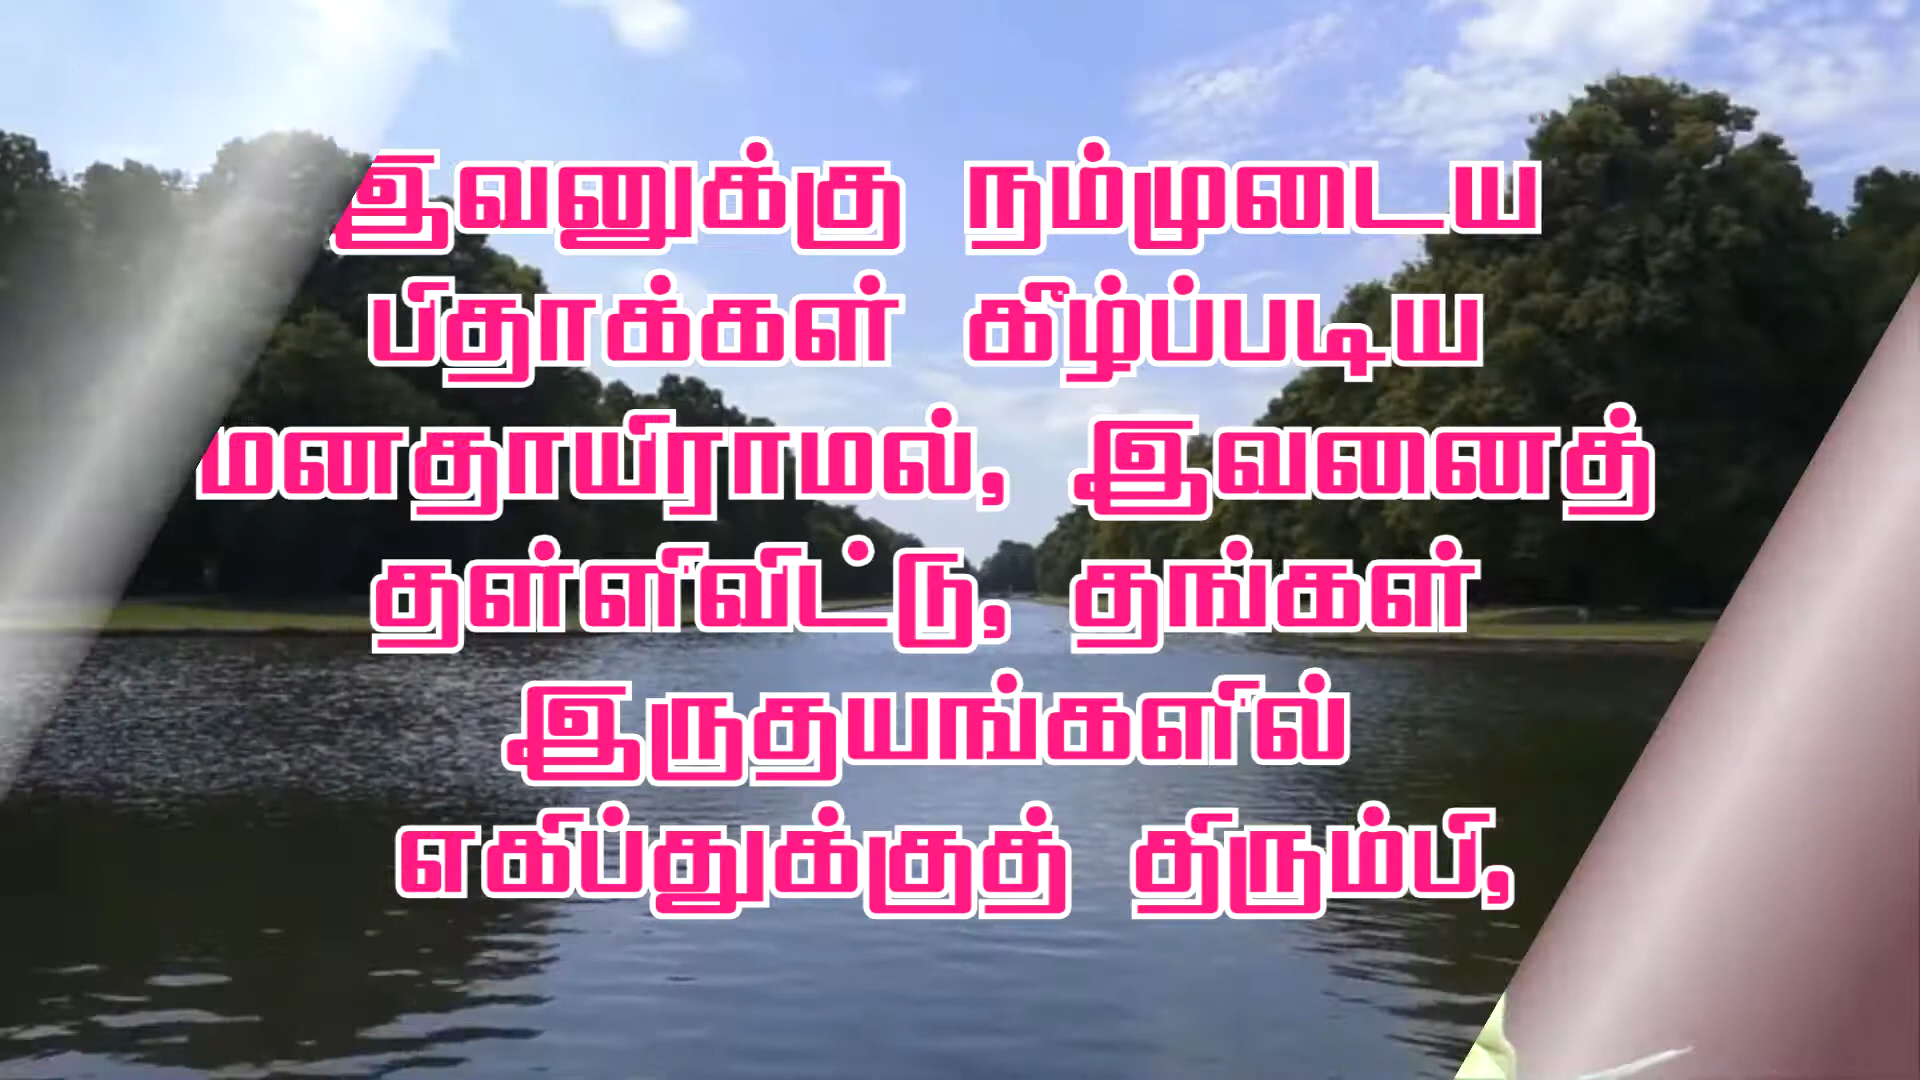 இவனுக்கு நம்முடைய
பிதாக்கள் கீழ்ப்படிய
மனதாயிராமல், இவனைத்
தள்ளிவிட்டு, தங்கள்
இருதயங்களில்
எகிப்துக்குத் திரும்பி,